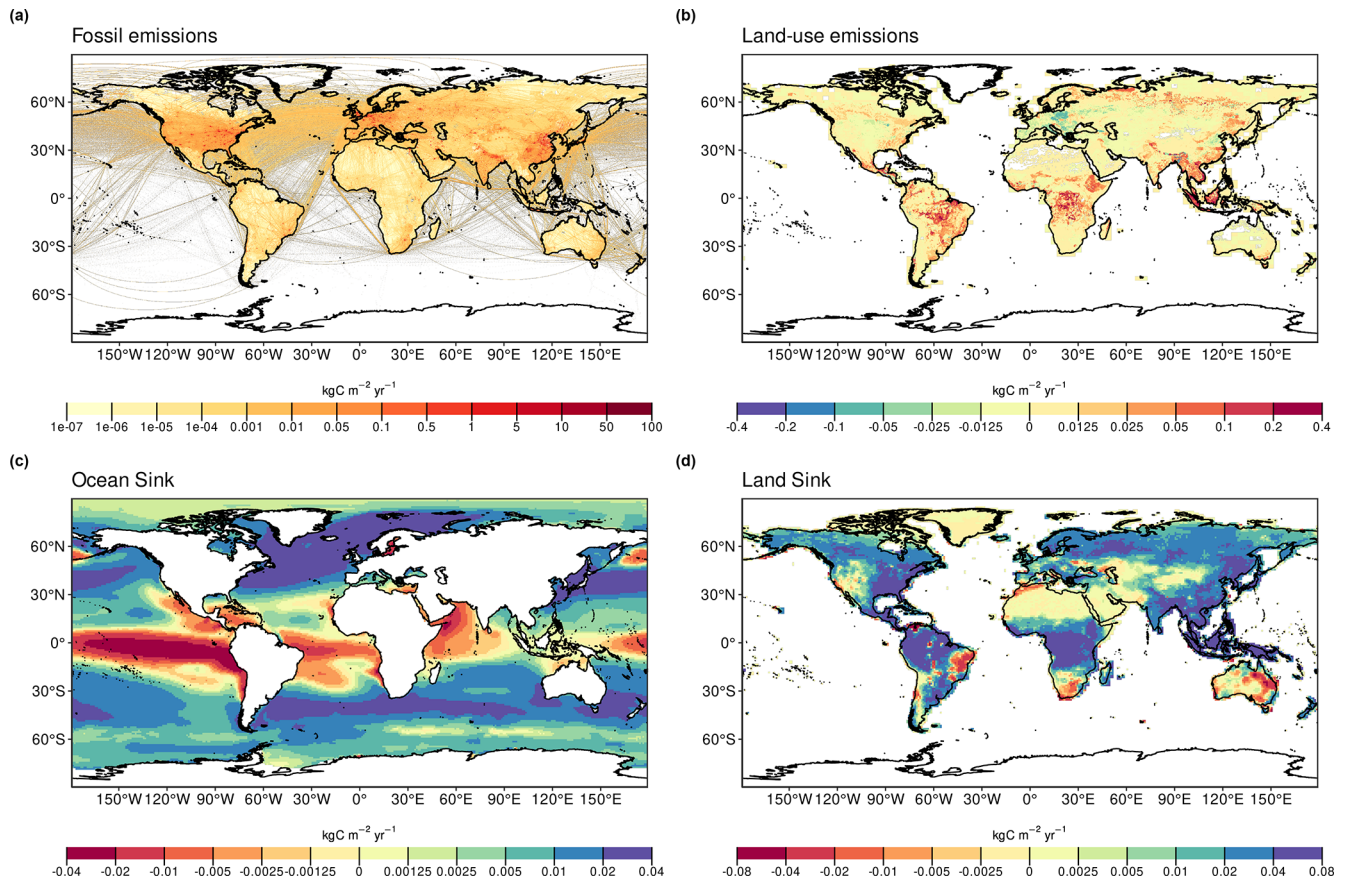 (a)
Fossil emissions
60°N
30°N
0°
30°S
60°S
150°W 120°W 90°W 60°W 30°W 0° 30°E 60°E 90°E 120°E 150°E
kgC m⁻² yr⁻¹
1e-07 1e-06 1e-05 1e-04 0.001 0.01 0.05 0.1 0.5 1 5 10 50 100
(b)
Land-use emissions
60°N
30°N
0°
30°S
60°S
150°W 120°W 90°W 60°W 30°W 0° 30°E 60°E 90°E 120°E 150°E
kgC m⁻² yr⁻¹
-0.4 -0.2 -0.1 -0.05 -0.025 -0.0125 0 0.0125 0.025 0.05 0.1 0.2 0.4
(c)
Ocean Sink
60°N
30°N
0°
30°S
60°S
150°W 120°W 90°W 60°W 30°W 0° 30°E 60°E 90°E 120°E 150°E
kgC m⁻² yr⁻¹
-0.04 -0.02 -0.01 -0.005 -0.0025 -0.00125 0 0.00125 0.0025 0.005 0.01 0.02 0.04
(d)
Land Sink
60°N
30°N
0°
30°S
60°S
150°W 120°W 90°W 60°W 30°W 0° 30°E 60°E 90°E 120°E 150°E
kgC m⁻² yr⁻¹
-0.08 -0.04 -0.02 -0.01 -0.005 -0.0025 0 0.0025 0.005 0.01 0.02 0.04 0.08